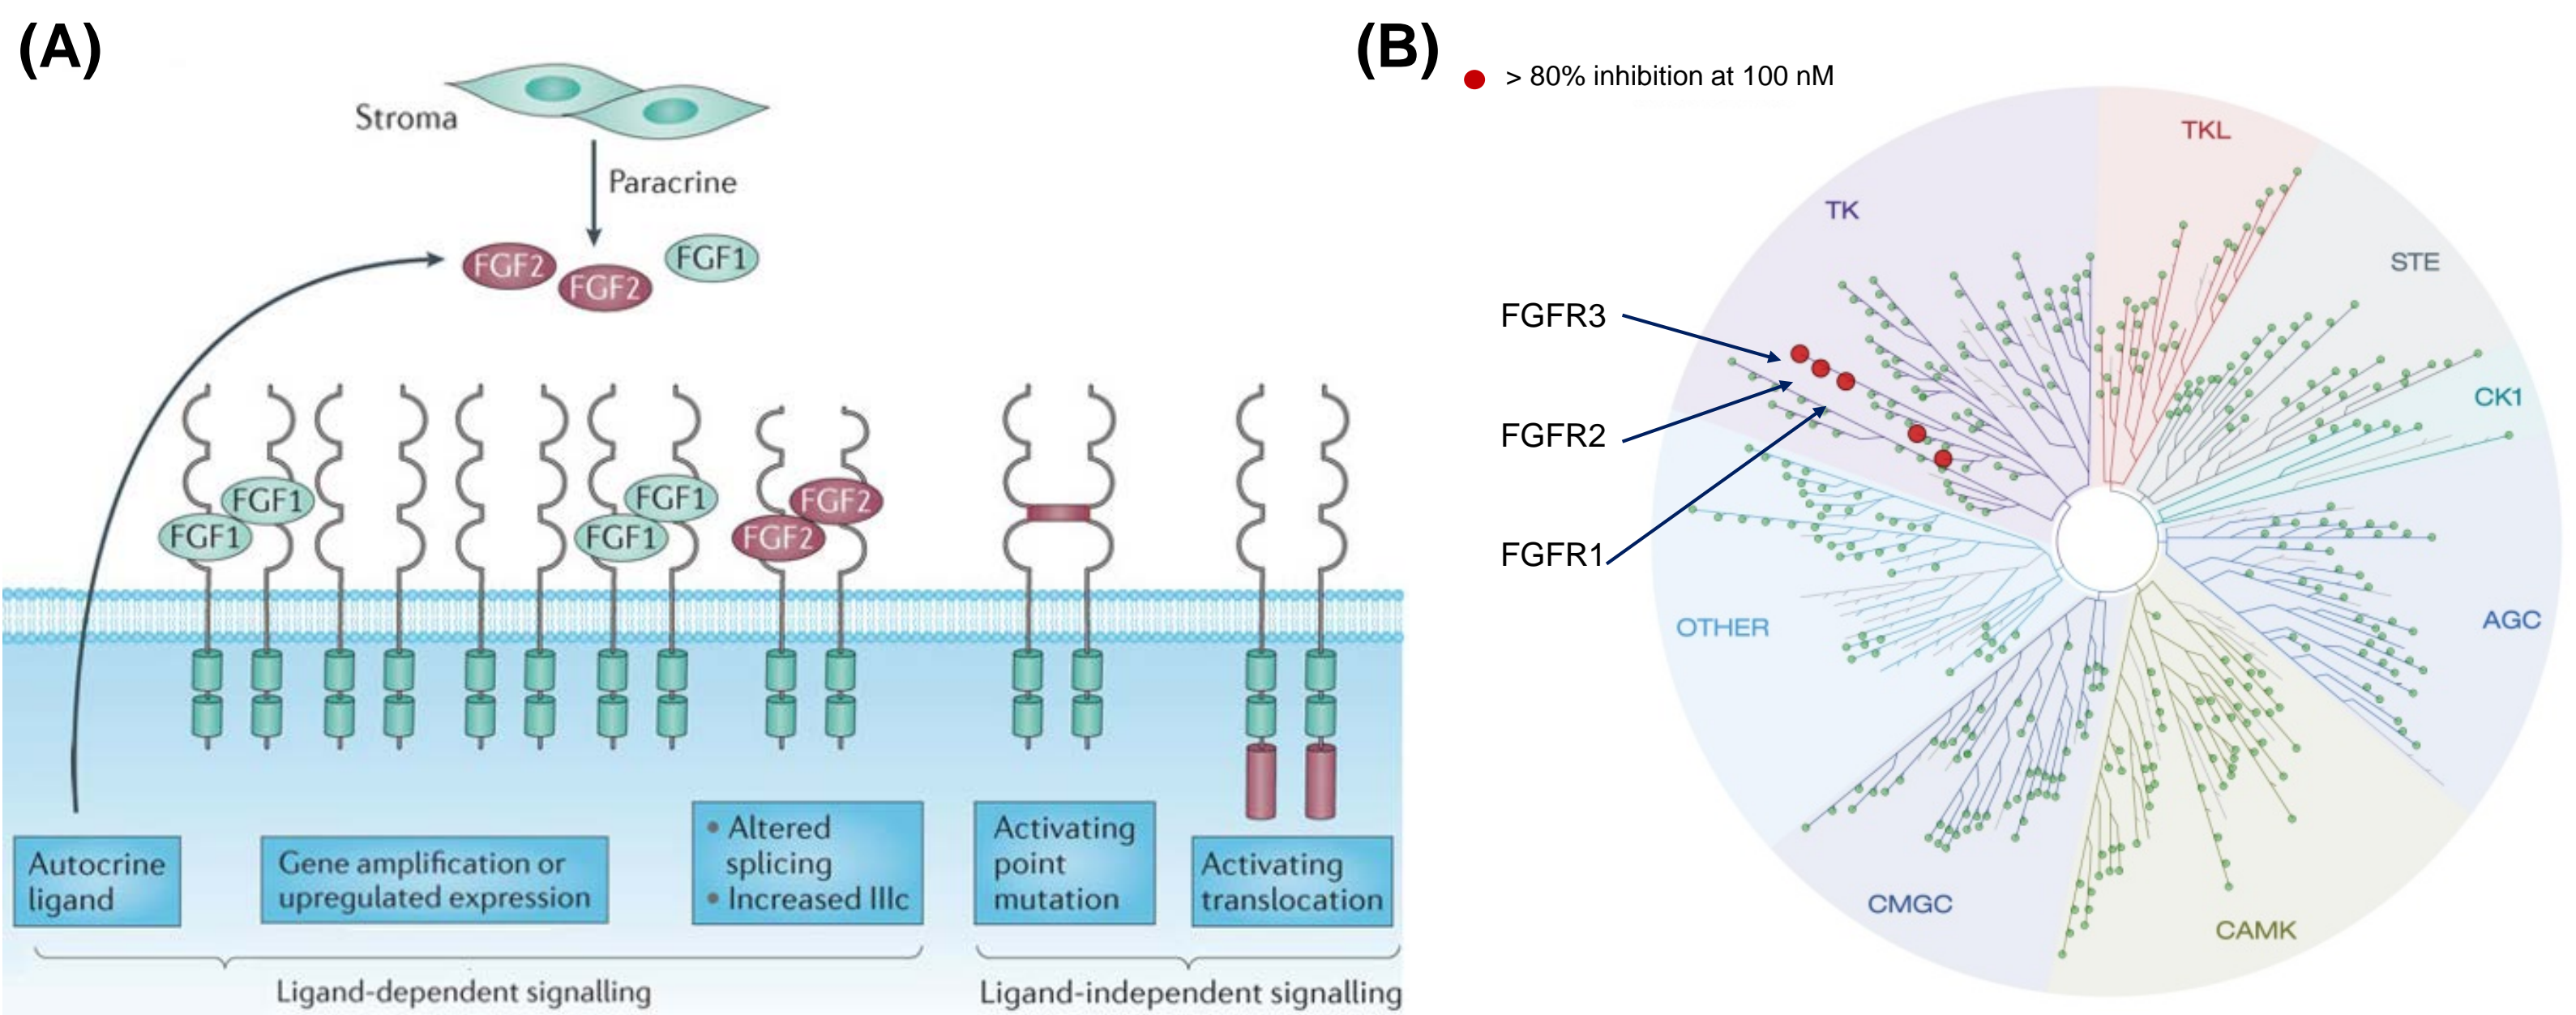 (A)
Stroma
Paracrine
FGF2
FGF2
FGF1
FGF1
FGF1
FGF1
FGF1
FGF2
FGF2
Autocrine
ligand
Gene amplification or
upregulated expression
• Altered
splicing
• Increased IIIc
Activating
point
mutation
Activating
translocation
Ligand-dependent signalling
Ligand-independent signalling
(B)
> 80% inhibition at 100 nM
TKL
TK
STE
CK1
AGC
CAMK
CMGC
OTHER
FGFR3
FGFR2
FGFR1